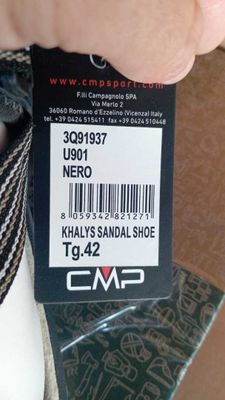 www.cmpsport.com
F.lli Campagnolo SPA
Via Merlo 2
36060 Romano d'Ezzelino (Vicenza) Italy
tel. +39 0424 515411 fax +39 0424 510448
3Q91937
U901
NERO
8 059342 821271
KHALYS SANDAL SHOE
Tg.42
CMP